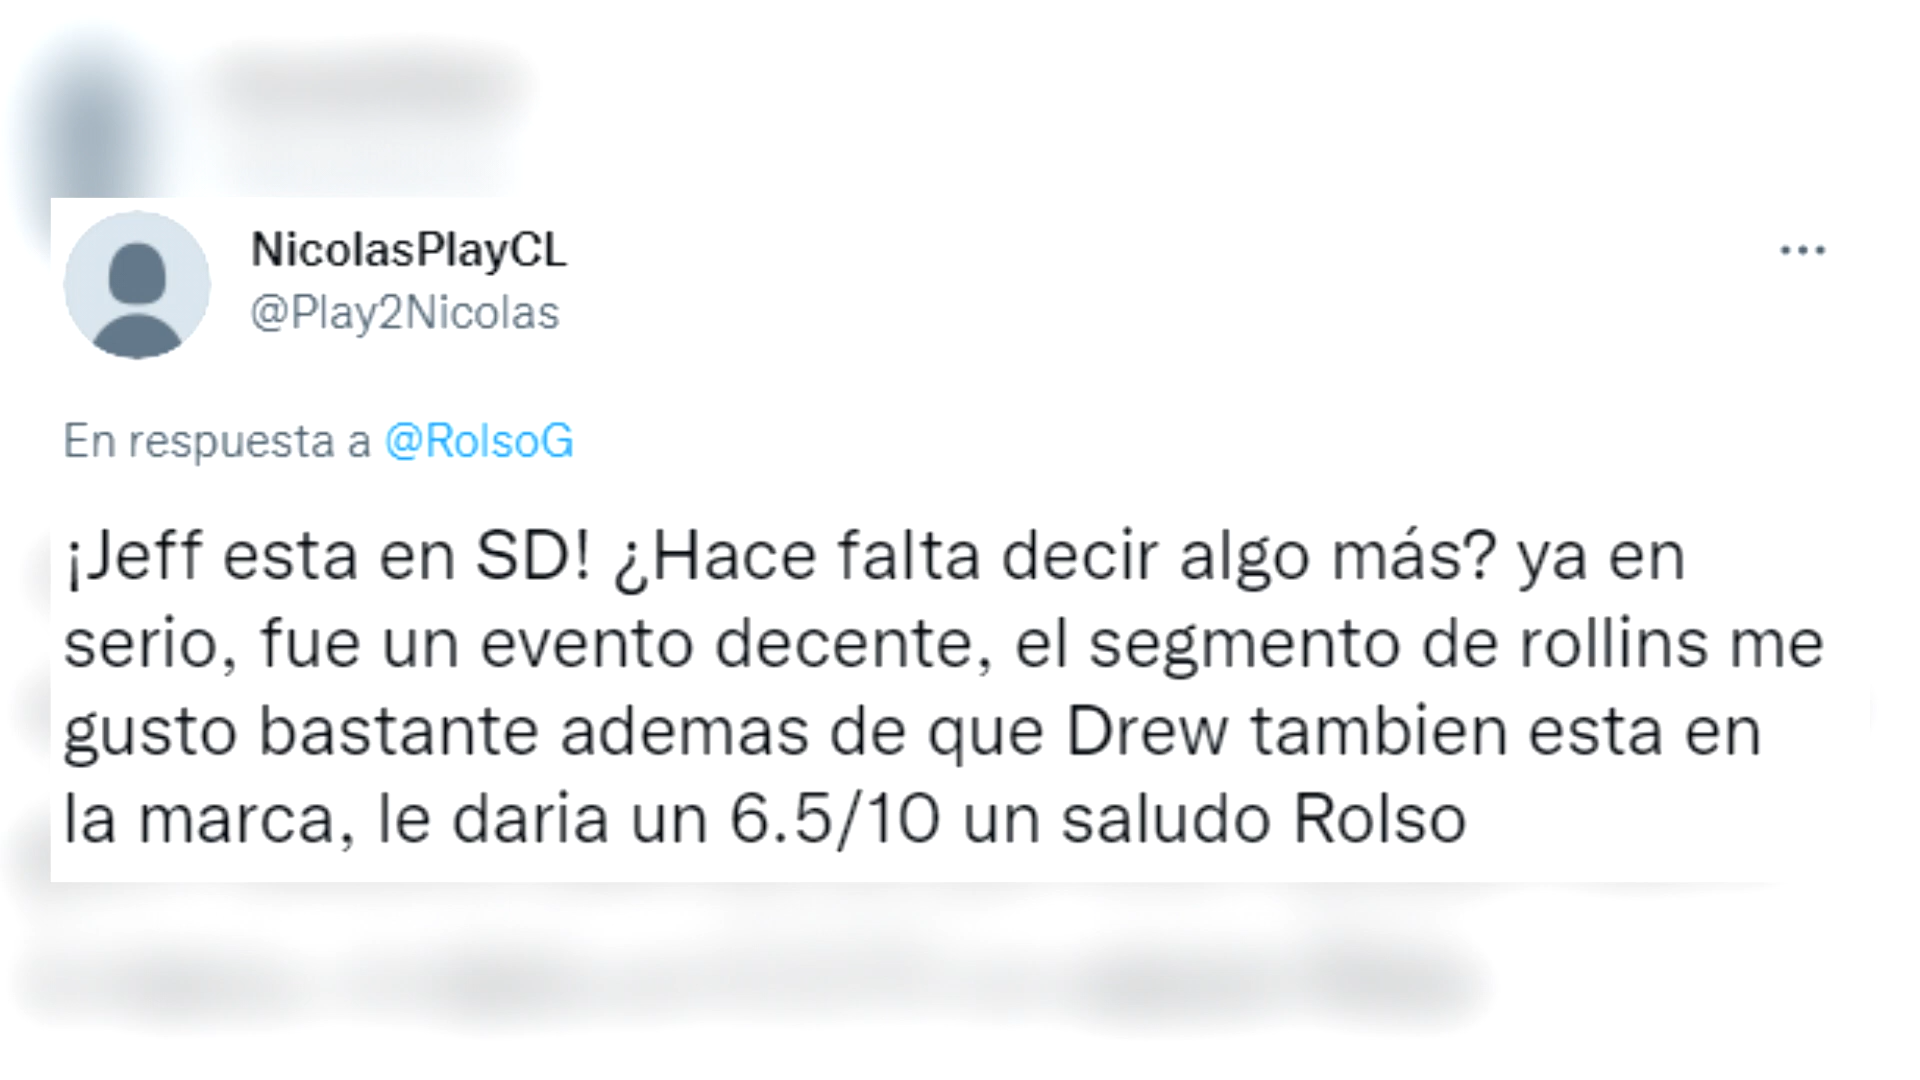 NicolasPlayCL
@Play2Nicolas
En respuesta a @RolsoG
¡Jeff esta en SD! ¿Hace falta decir algo más? ya en
serio, fue un evento decente, el segmento de rollins me
gusto bastante ademas de que Drew tambien esta en
la marca, le daria un 6.5/10 un saludo Rolso